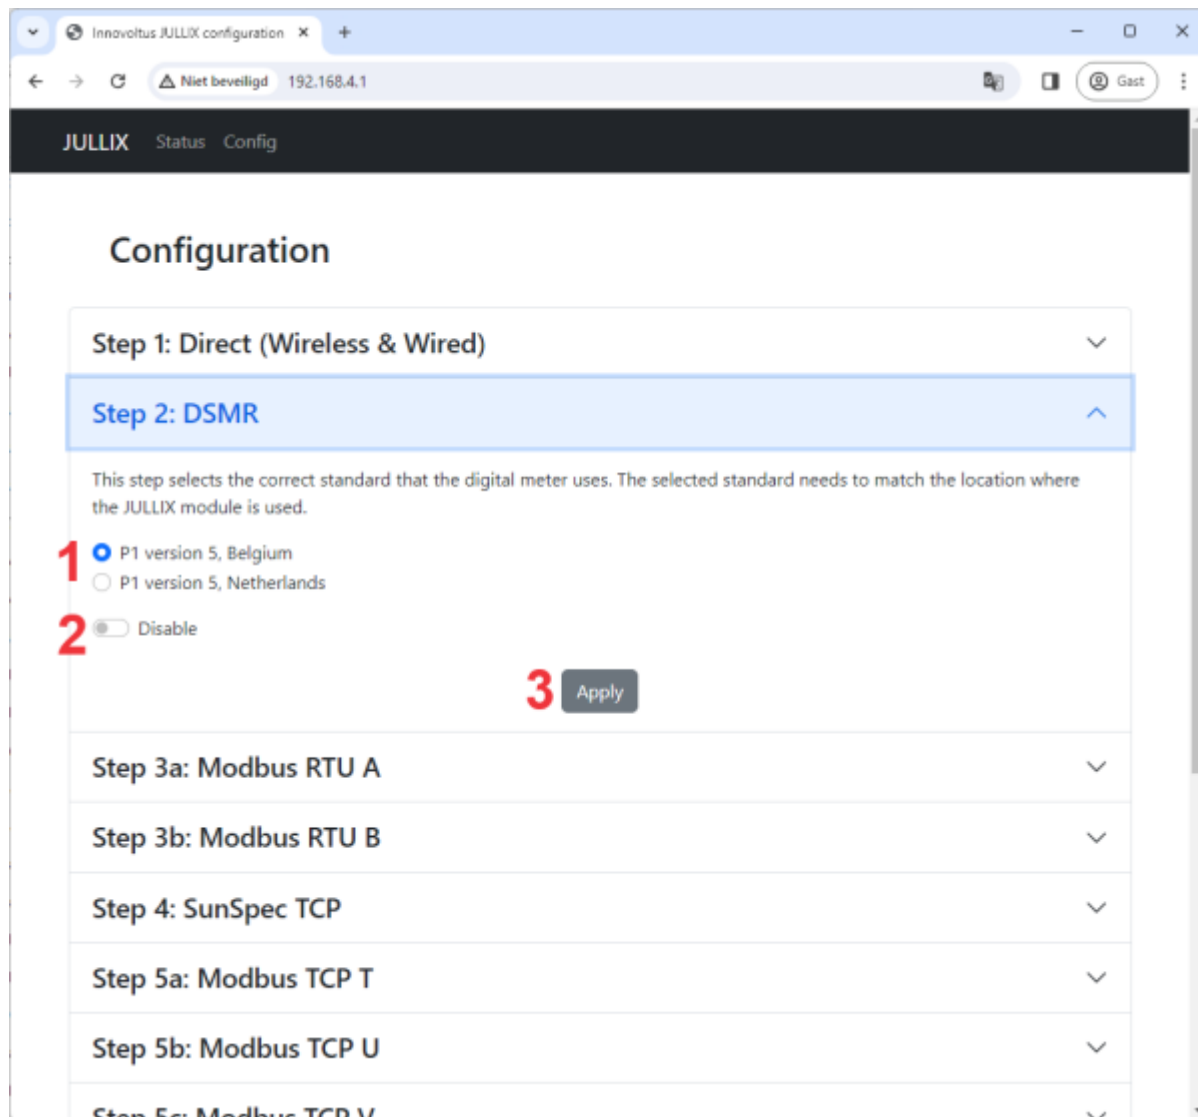 Innovoltus JULLIX configuration
Niet beveiligd 192.168.4.1
Gast
JULLIX Status Config
Configuration
Step 1: Direct (Wireless & Wired)
Step 2: DSMR
This step selects the correct standard that the digital meter uses. The selected standard needs to match the location where
the JULLIX module is used.
1 P1 version 5, Belgium
P1 version 5, Netherlands
2 Disable
3 Apply
Step 3a: Modbus RTU A
Step 3b: Modbus RTU B
Step 4: SunSpec TCP
Step 5a: Modbus TCP T
Step 5b: Modbus TCP U
Step 5c: Modbus TCP V